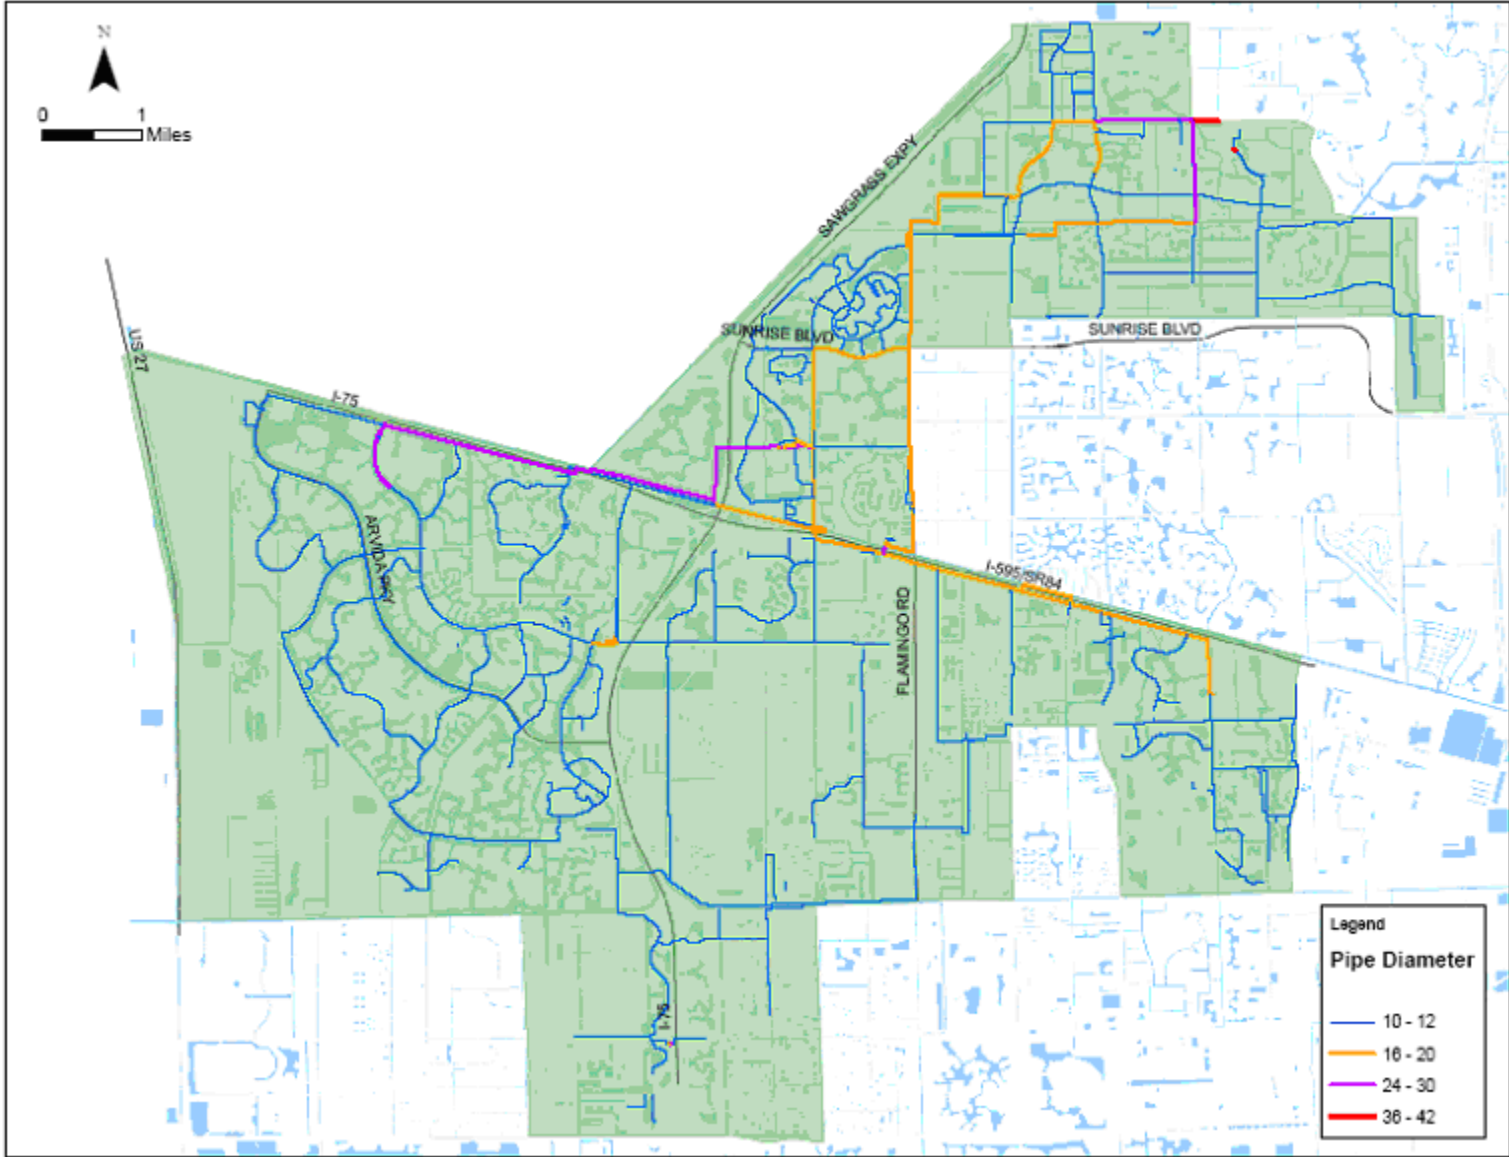 N
0 1
Miles
SAWGRASS EXPY
SUNRISE BLVD
SUNRISE BLVD
US 27
I-75
ARVIDA PKY
I-595/SR84
FLAMINGO RD
I-75
Legend
Pipe Diameter
10 - 12
16 - 20
24 - 30
36 - 42